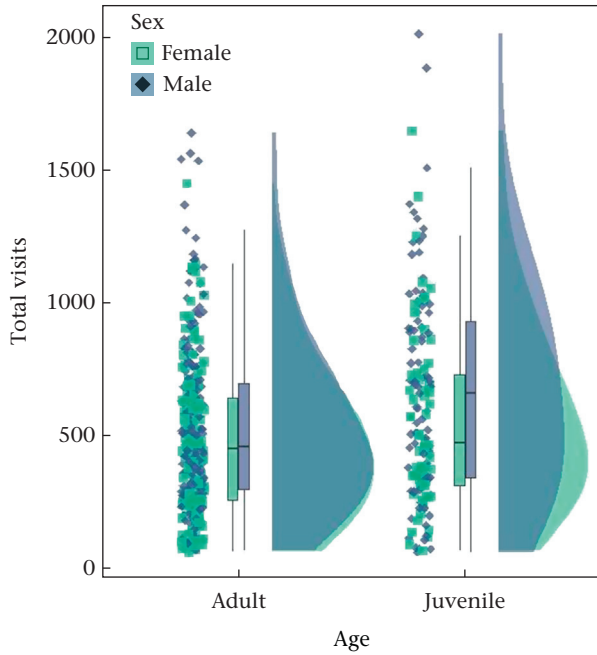 Sex
Female
Male
2000
1500
1000
500
0
Total visits
Adult
Juvenile
Age